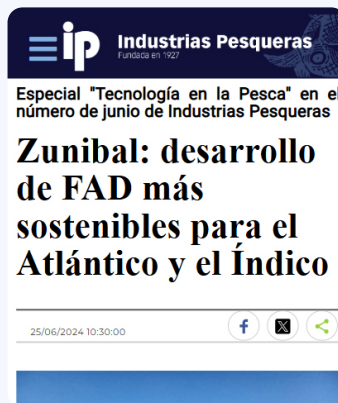 ip Industrias Pesqueras
Fundada en 1927
Especial "Tecnología en la Pesca" en el
número de junio de Industrias Pesqueras
Zunibal: desarrollo
de FAD más
sostenibles para el
Atlántico y el Índico
25/06/2024 10:30:00